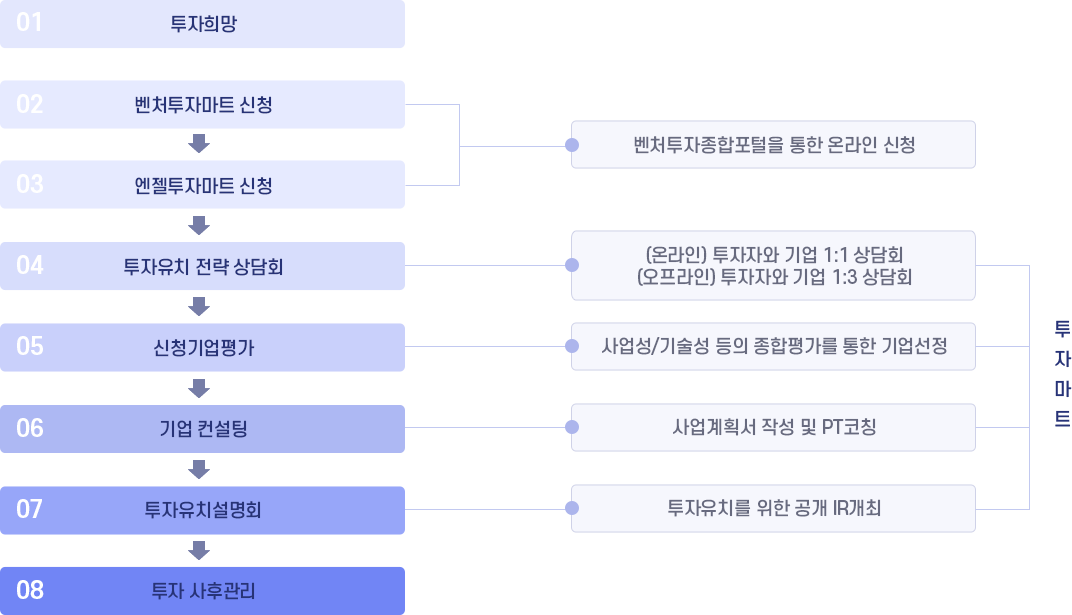 01 투자희망
02 벤처투자마트 신청
벤처투자종합포털을 통한 온라인 신청
03 엔젤투자마트 신청
04 투자유치 전략 상담회
(온라인) 투자자와 기업 1:1 상담회
(오프라인) 투자자와 기업 1:3 상담회
05 신청기업평가
사업성/기술성 등의 종합평가를 통한 기업선정
06 기업 컨설팅
사업계획서 작성 및 PT코칭
07 투자유치설명회
투자유치를 위한 공개 IR개최
08 투자 사후관리
투
자
마
트